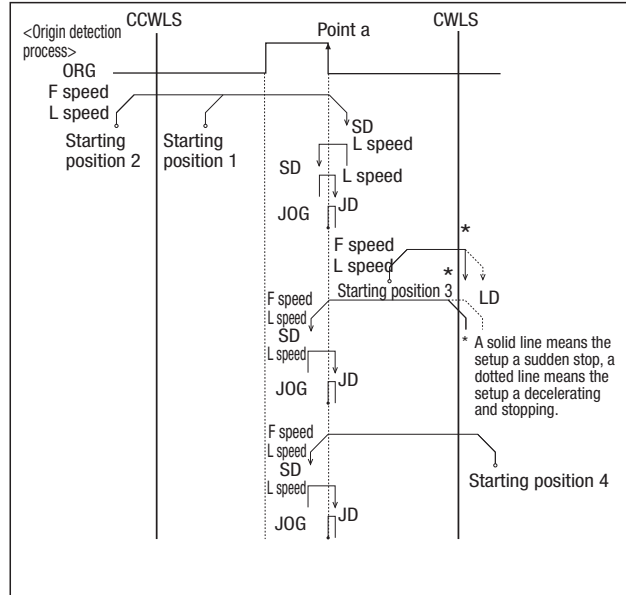 CCWLS
CWLS
<Origin detection
process>
Point a
ORG
F speed
L speed
Starting
position 2
Starting
position 1
SD
L speed
SD
L speed
JOG
JD
*
F speed
L speed
*
Starting position 3
LD
F speed
L speed
SD
* A solid line means the
setup a sudden stop, a
dotted line means the
setup a decelerating
and stopping.
L speed
JOG
JD
F speed
L speed
SD
Starting position 4
L speed
JOG
JD